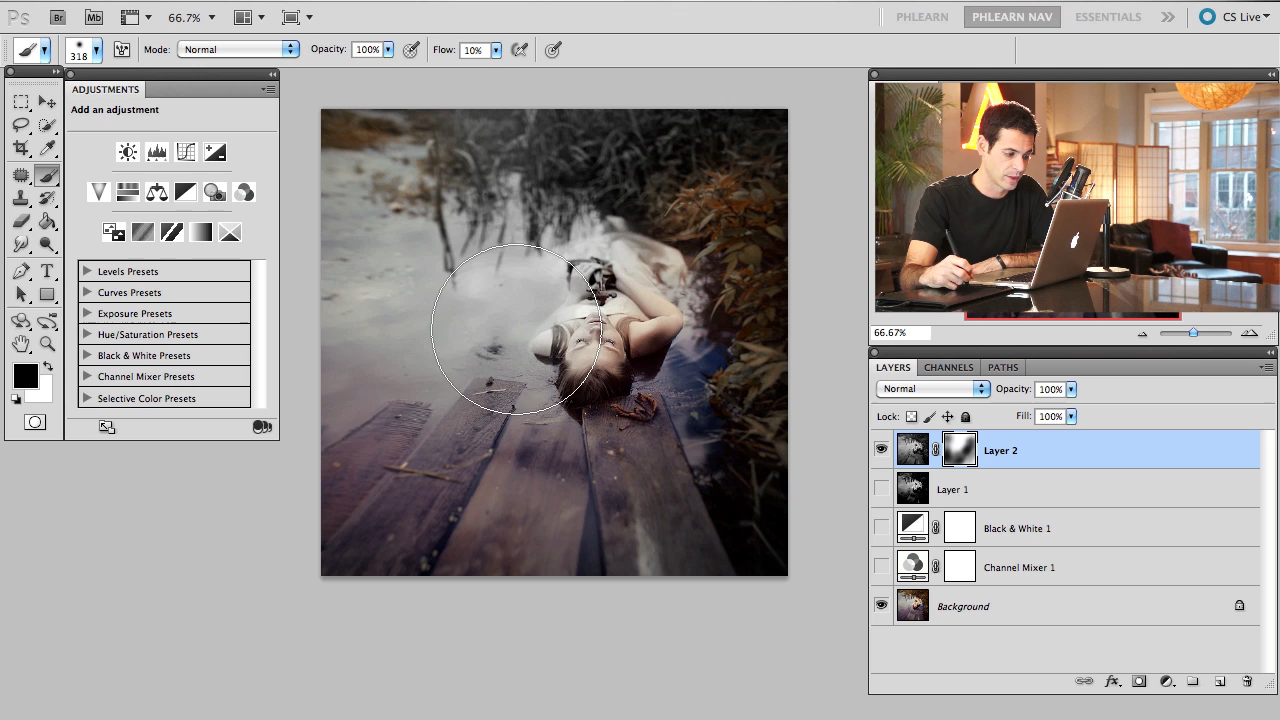 Ps Br Mb 66.7% PHLEARN PHLEARN NAV ESSENTIALS CS Live
318 Mode: Normal Opacity: 100% Flow: 10%
ADJUSTMENTS
Add an adjustment
Levels Presets
Curves Presets
Exposure Presets
Hue/Saturation Presets
Black & White Presets
Channel Mixer Presets
Selective Color Presets
66.67%
LAYERS CHANNELS PATHS
Normal Opacity: 100%
Lock: Fill: 100%
Layer 2
Layer 1
Black & White 1
Channel Mixer 1
Background
fx